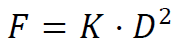 F = K · D²